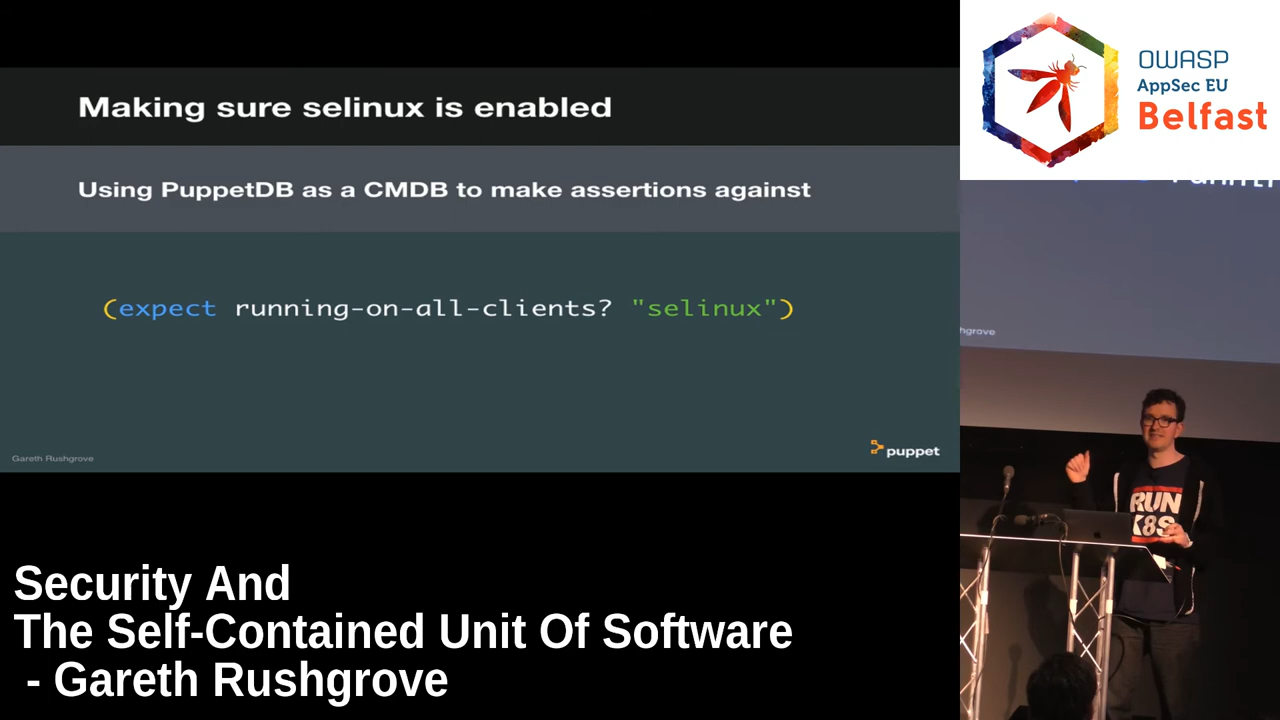 Making sure selinux is enabled
Using PuppetDB as a CMDB to make assertions against
(expect running-on-all-clients? "selinux")
Gareth Rushgrove
puppet
OWASP
AppSec EU
Belfast
hgrove
RUN
K8S
Security And
The Self-Contained Unit Of Software
- Gareth Rushgrove